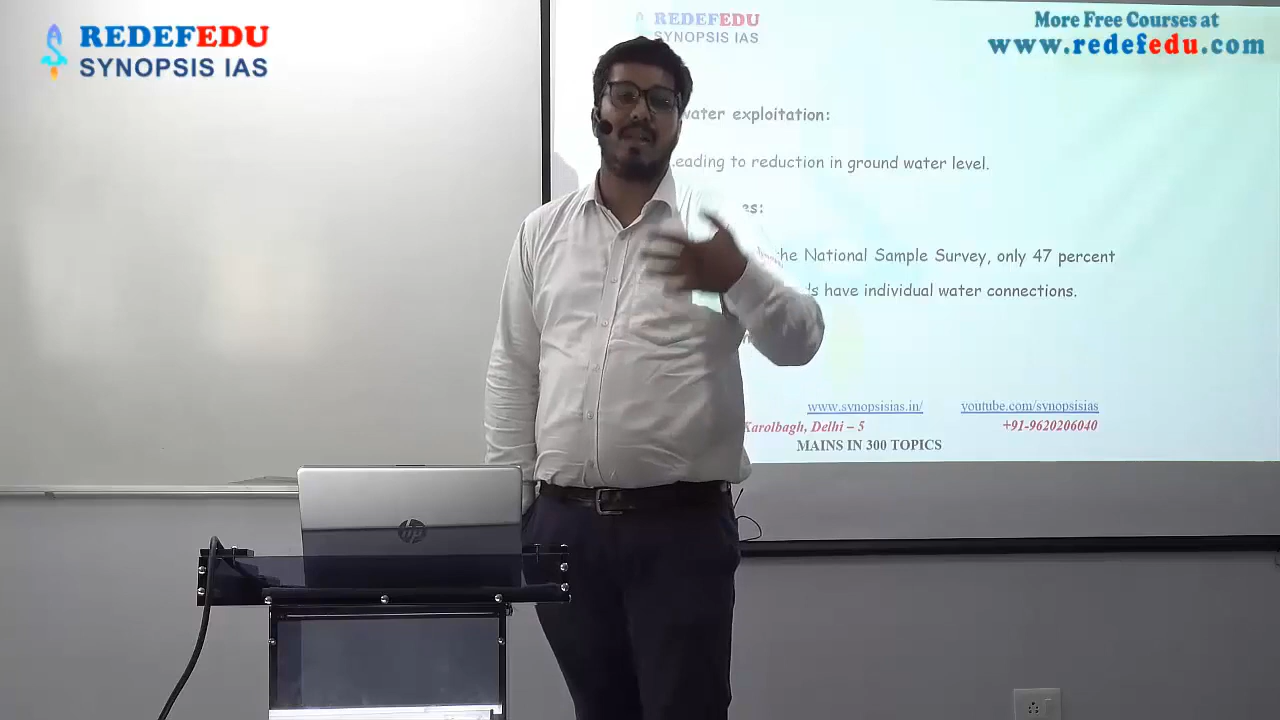 REDEFEDU
SYNOPSIS IAS
REDEFEDU
SYNOPSIS IAS
More Free Courses at
www.redefedu.com
water exploitation:
Leading to reduction in ground water level.
es:
the National Sample Survey, only 47 percent
ds have individual water connections.
www.synopsisias.in/ youtube.com/synopsisias
Karolbagh, Delhi – 5 +91-9620206040
MAINS IN 300 TOPICS
hp